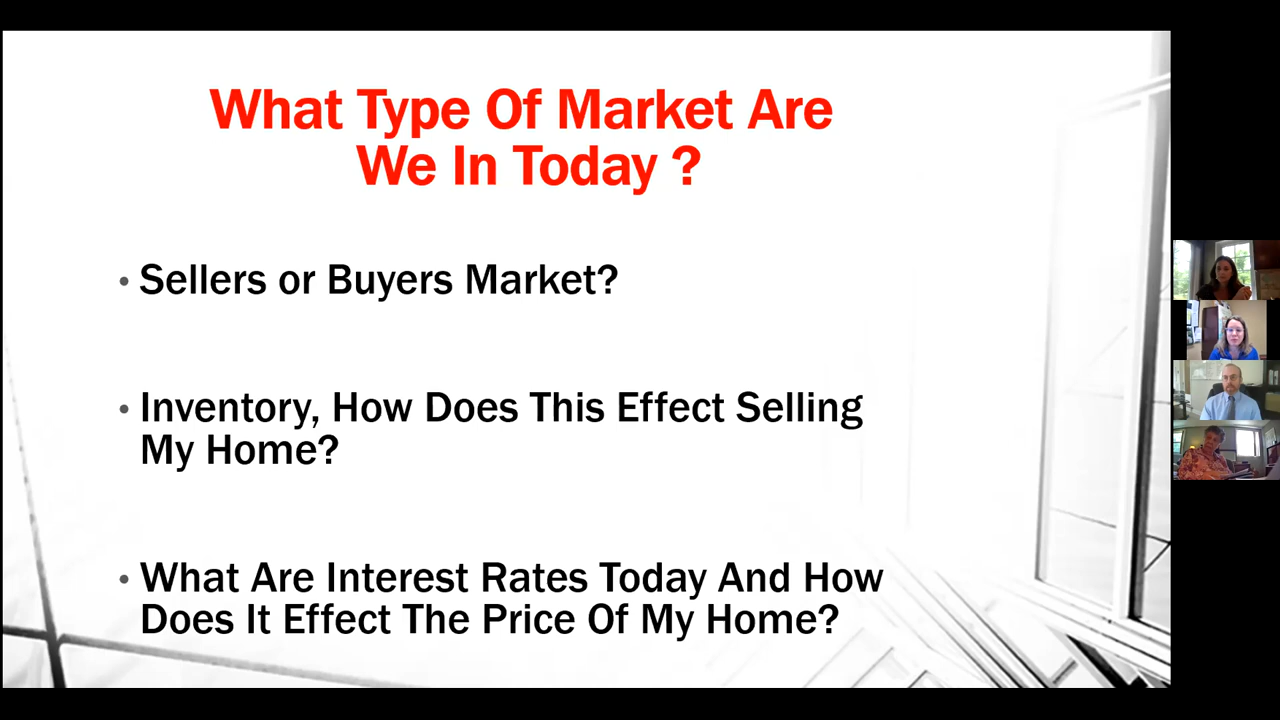 What Type Of Market Are
We In Today ?
• Sellers or Buyers Market?
• Inventory, How Does This Effect Selling
My Home?
• What Are Interest Rates Today And How
Does It Effect The Price Of My Home?